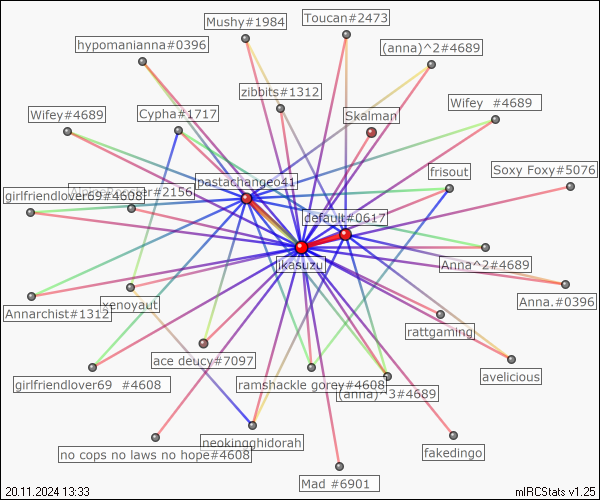 Mushy#1984
Toucan#2473
hypomanianna#0396
(anna)^2#4689
zibbits#1312
Wifey#4689
Cypha#1717
Skalman
Wifey #4689
frisout
Soxy Foxy#5076
pastachangeo41
girlfriendlover69#4608
#2156
default#0617
jkasuzu
Anna^2#4689
Anna.#0396
xenoyaut
Annarchist#1312
rattgaming
ace deucy#7097
avelicious
girlfriendlover69 #4608
ramshackle gorey#4608
(anna)^3#4689
neokingghidorah
fakedingo
no cops no laws no hope#4608
Mad #6901
20.11.2024 13:33
mIRCStats v1.25